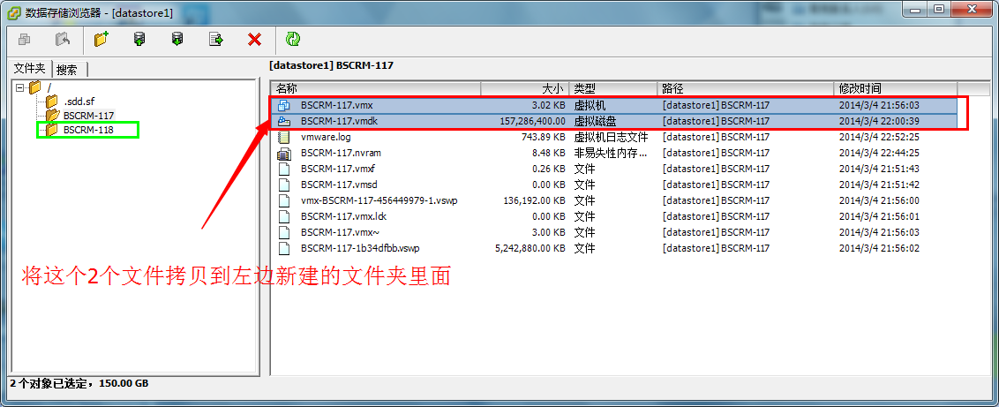 数据存储浏览器 - [datastore1]
文件夹 搜索
/
.sdd.sf
BSCRM-117
BSCRM-118
[datastore1] BSCRM-117
名称 大小 类型 路径 修改时间
BSCRM-117.vmx 3.02 KB 虚拟机 [datastore1] BSCRM-117 2014/3/4 21:56:03
BSCRM-117.vmdk 157,286,400.00 虚拟磁盘 [datastore1] BSCRM-117 2014/3/4 22:00:39
vmware.log 743.89 KB 虚拟机日志文件 [datastore1] BSCRM-117 2014/3/4 22:52:25
BSCRM-117.nvram 8.48 KB 非易失性内存... [datastore1] BSCRM-117 2014/3/4 22:44:25
BSCRM-117.vmxf 0.26 KB 文件 [datastore1] BSCRM-117 2014/3/4 21:51:43
BSCRM-117.vmsd 0.00 KB 文件 [datastore1] BSCRM-117 2014/3/4 21:51:42
vmx-BSCRM-117-456449979-1.vswp 136,192.00 KB 文件 [datastore1] BSCRM-117 2014/3/4 21:56:00
BSCRM-117.vmx.lck 0.00 KB 文件 [datastore1] BSCRM-117 2014/3/4 21:56:01
BSCRM-117.vmx~ 3.00 KB 文件 [datastore1] BSCRM-117 2014/3/4 21:56:03
BSCRM-117-1b34dfbb.vswp 5,242,880.00 KB 文件 [datastore1] BSCRM-117 2014/3/4 21:56:02
将这个2个文件拷贝到左边新建的文件夹里面
2 个对象已选定，150.00 GB